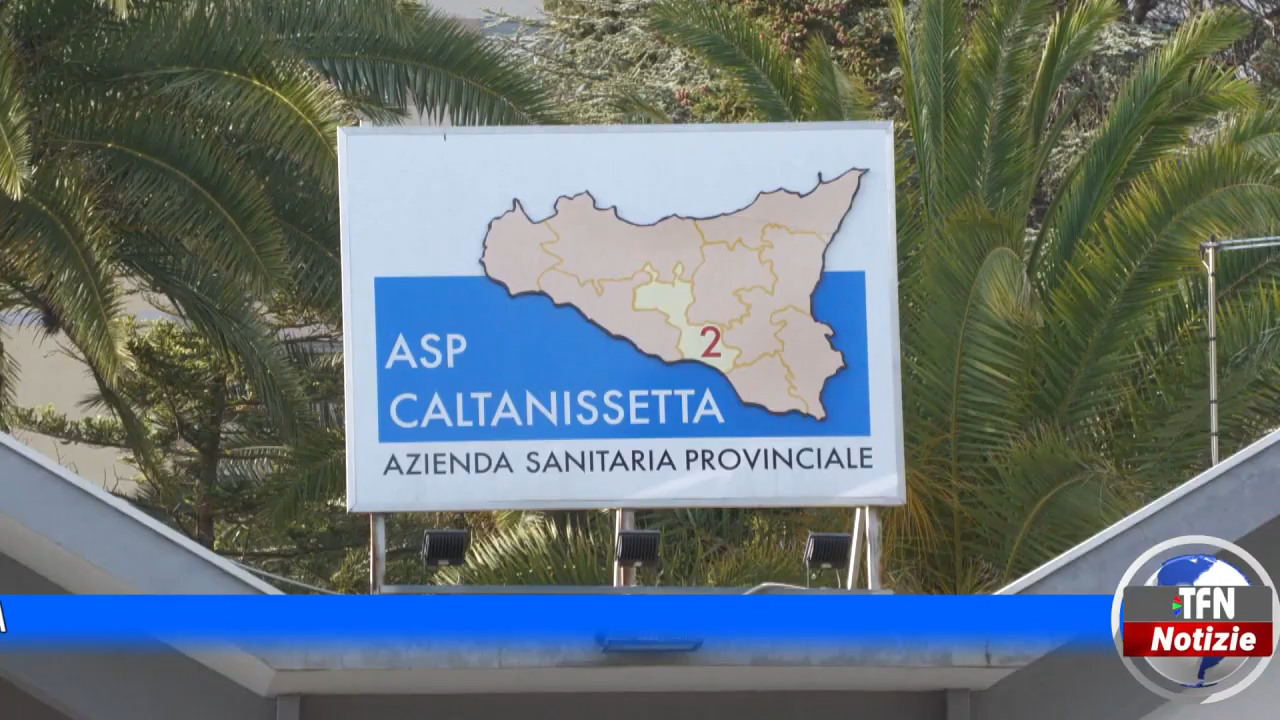 2
ASP
CALTANISSETTA
AZIENDA SANITARIA PROVINCIALE
A
TFN
Notizie